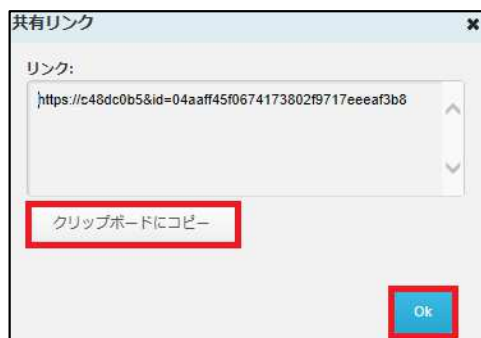 共有リンク
リンク:
https://c48dc0b5&id=04aaff45f0674173802f9717eeeaf3b8
クリップボードにコピー
Ok